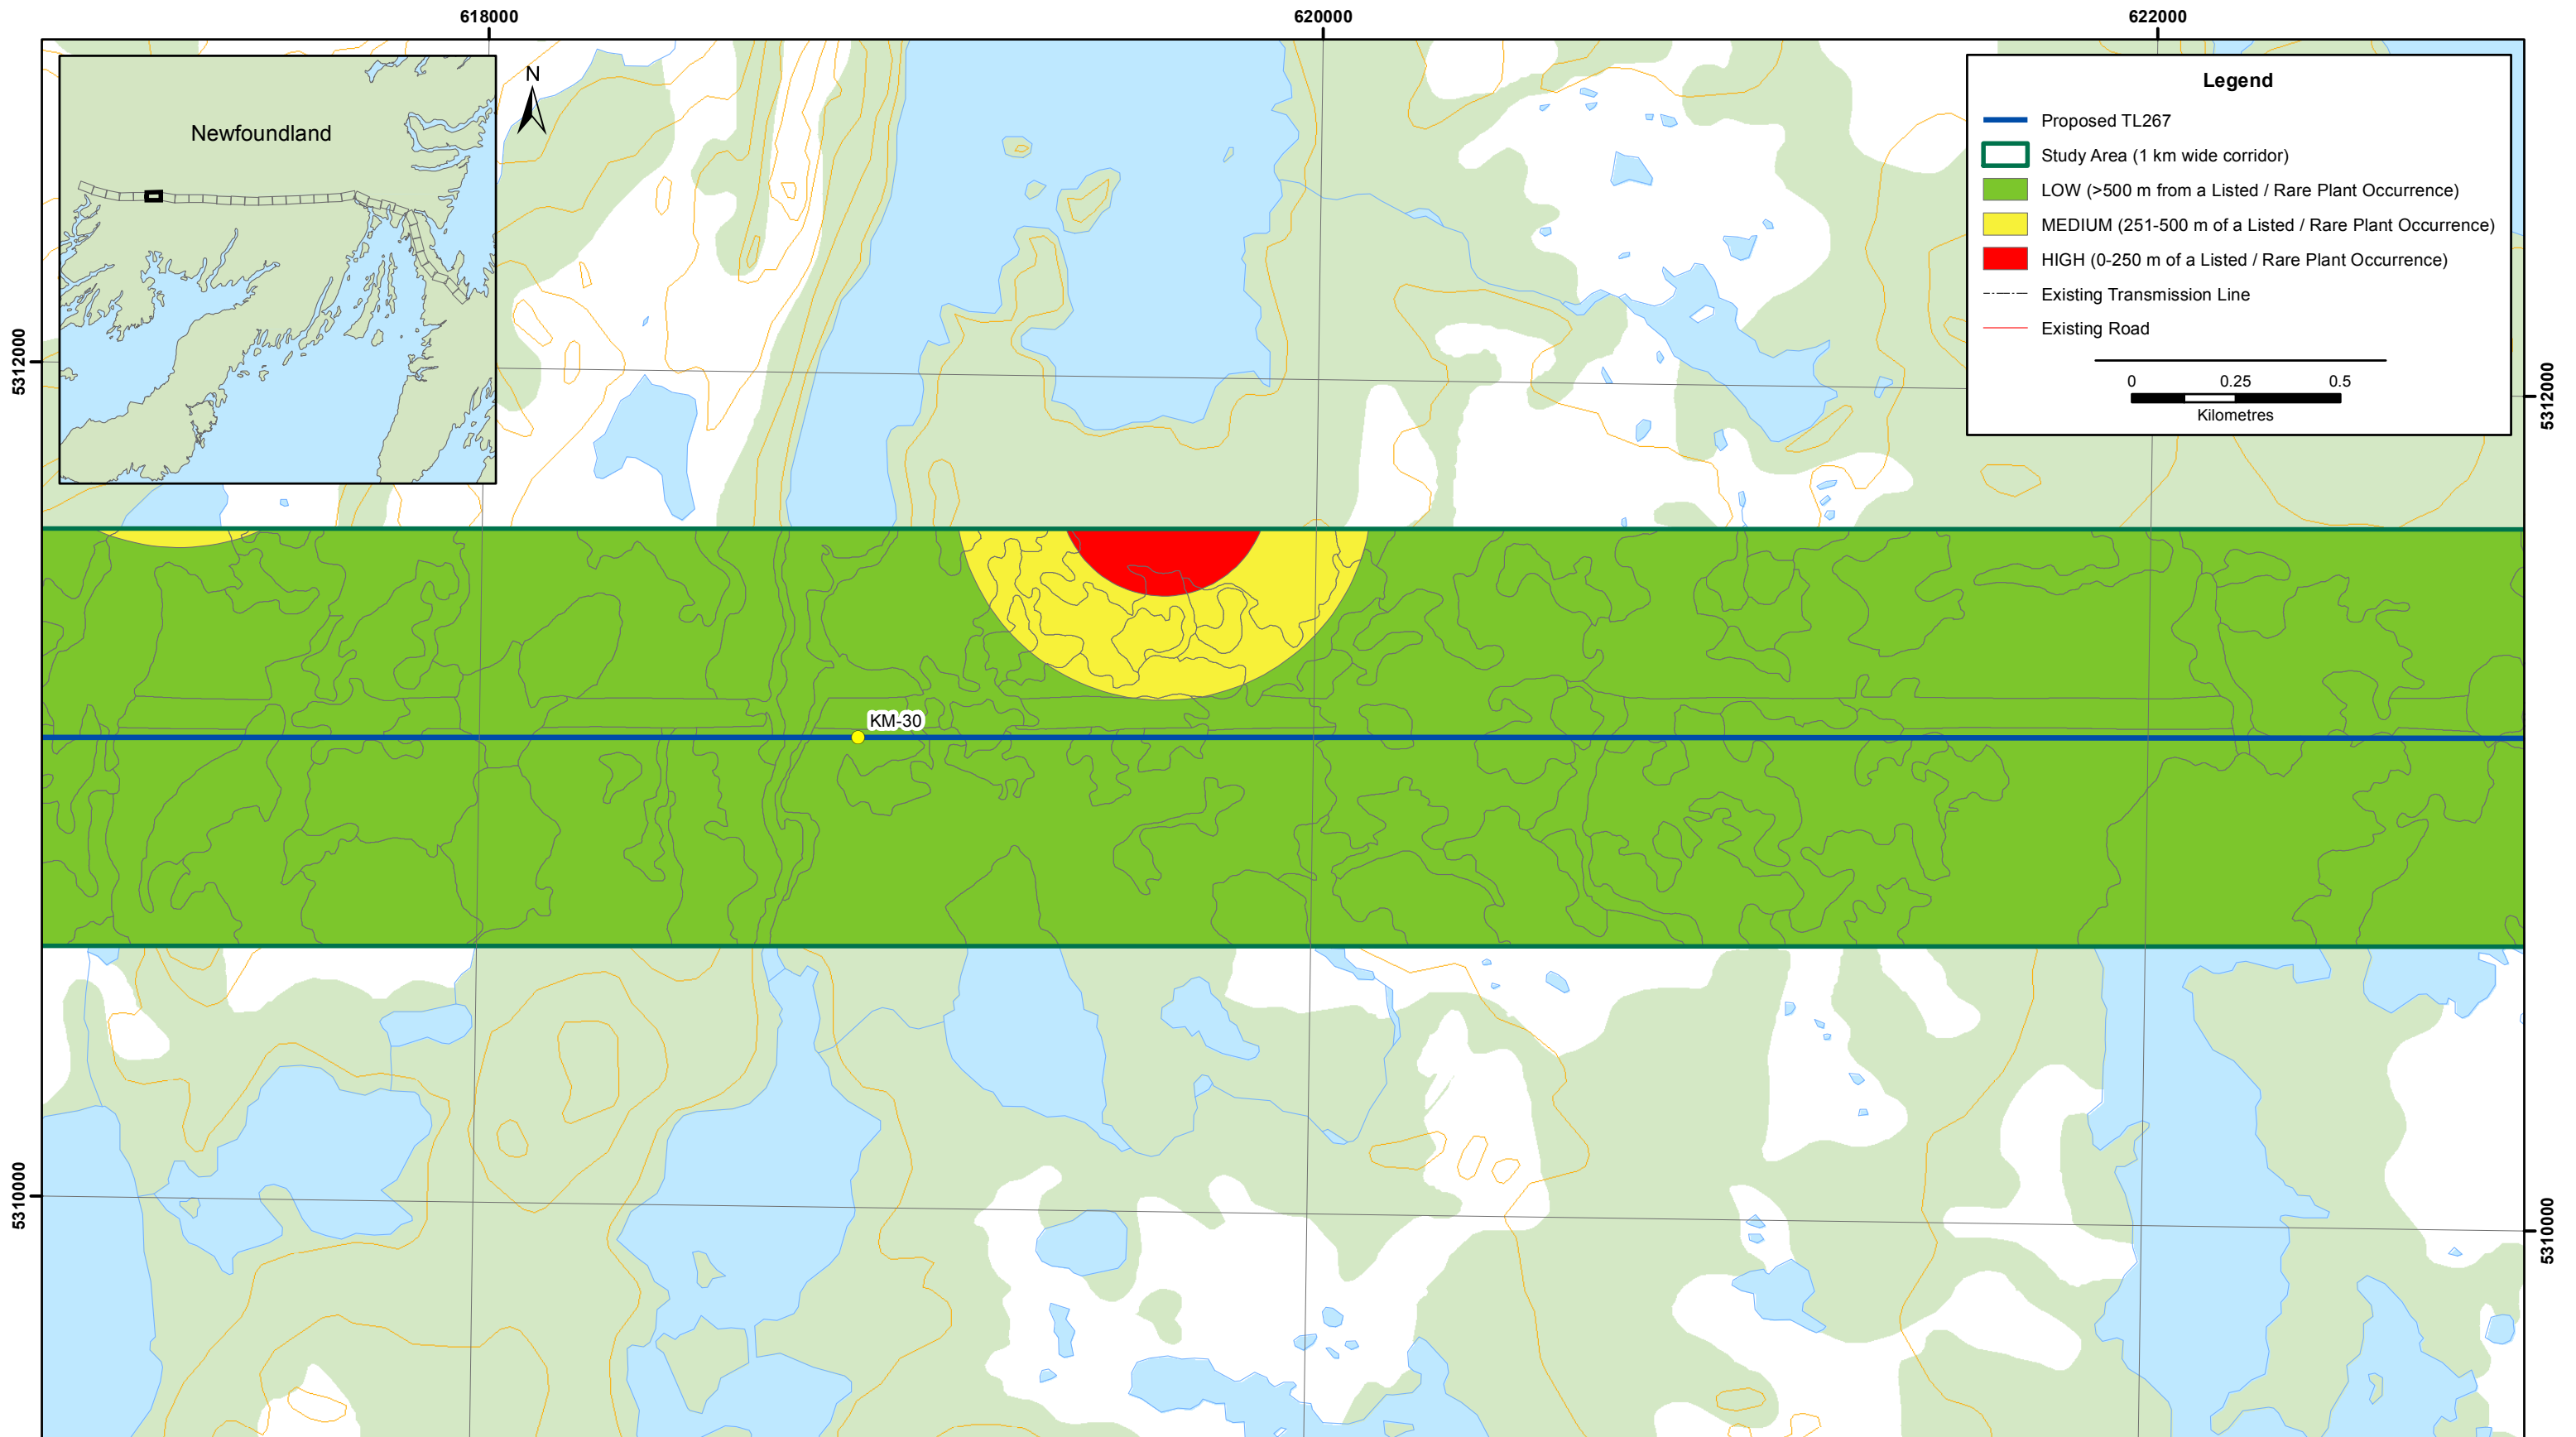 618000
620000
622000
Newfoundland
N
Legend
Proposed TL267
Study Area (1 km wide corridor)
LOW (>500 m from a Listed / Rare Plant Occurrence)
MEDIUM (251-500 m of a Listed / Rare Plant Occurrence)
HIGH (0-250 m of a Listed / Rare Plant Occurrence)
Existing Transmission Line
Existing Road
0 0.25 0.5
Kilometres
5312000
5312000
KM-30
5310000
5310000